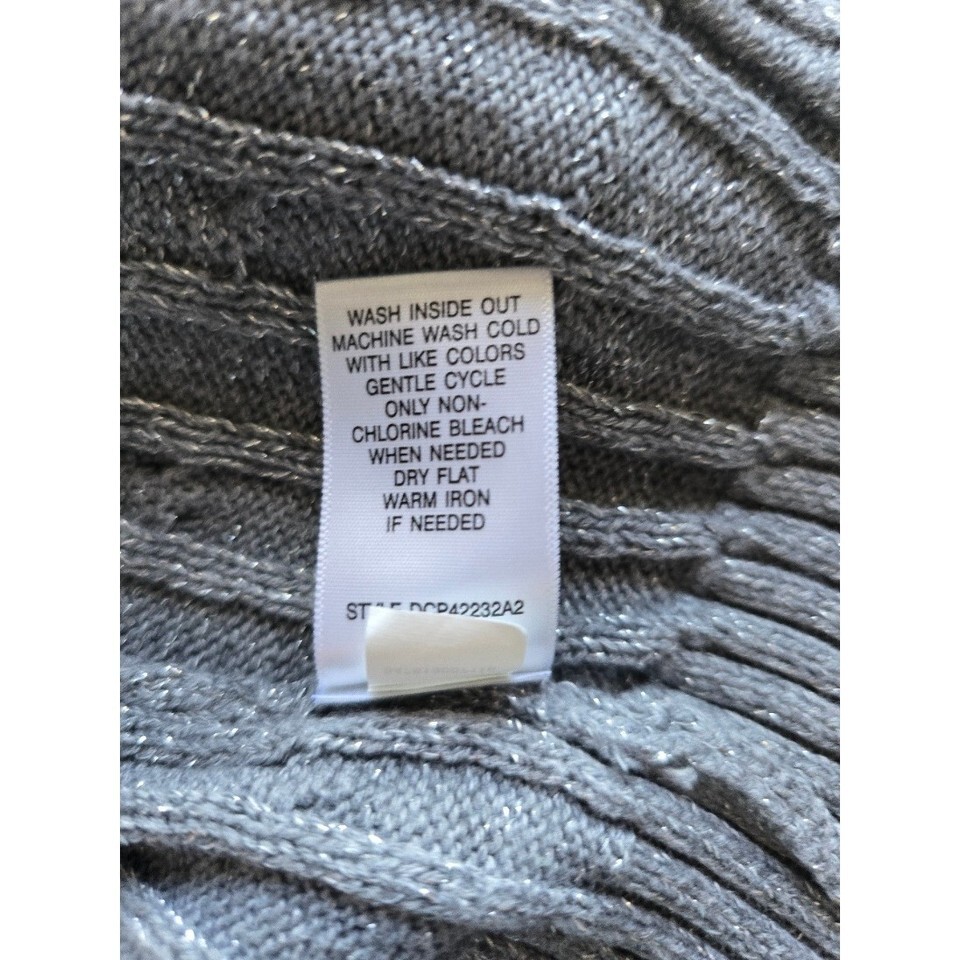 WASH INSIDE OUT
MACHINE WASH COLD
WITH LIKE COLORS
GENTLE CYCLE
ONLY NON-
CHLORINE BLEACH
WHEN NEEDED
DRY FLAT
WARM IRON
IF NEEDED
STYLE DCP42232A2